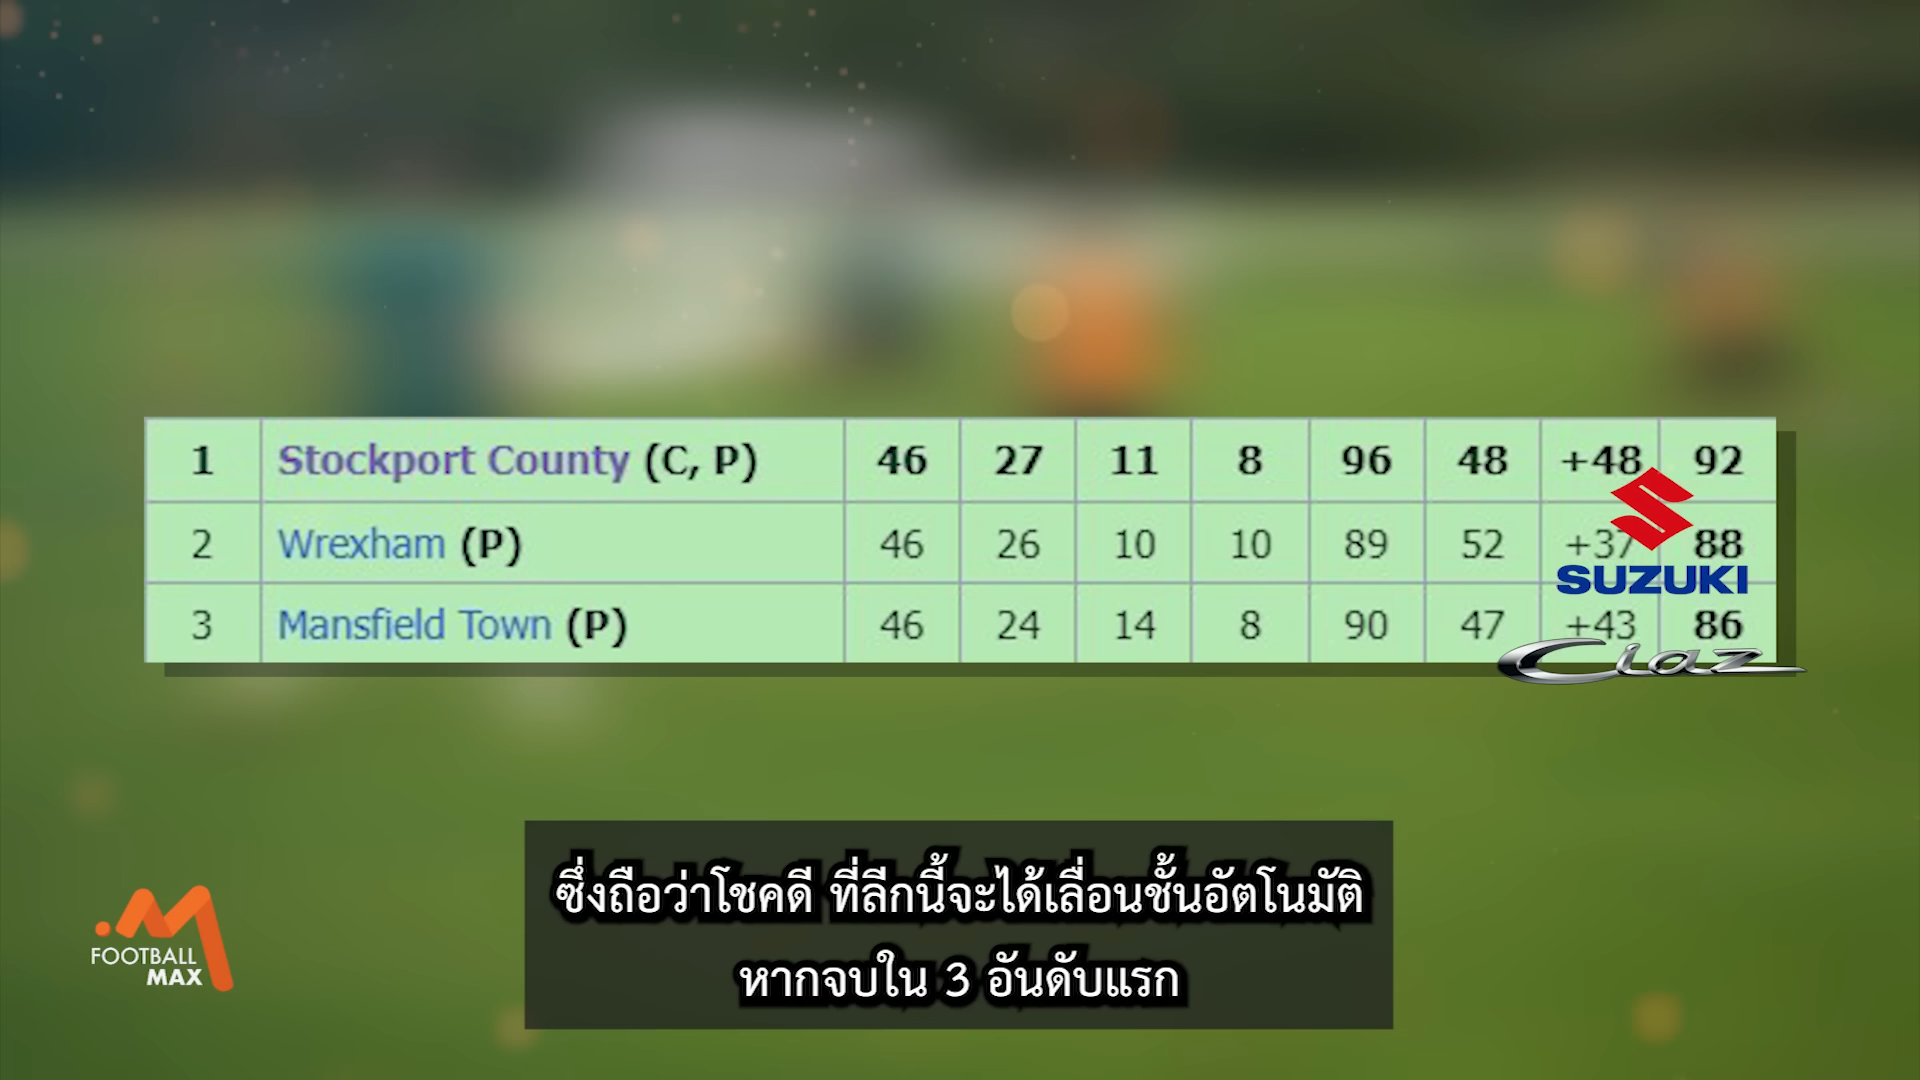 1 Stockport County (C, P) 46 27 11 8 96 48 +48 92
2 Wrexham (P) 46 26 10 10 89 52 +37 88
3 Mansfield Town (P) 46 24 14 8 90 47 +43 86
SUZUKI
Ciaz
ซึ่งถือว่าโชคดี ที่ลีกนี้จะได้เลื่อนชั้นอัตโนมัติ
หากจบใน 3 อันดับแรก
FOOTBALL
MAX